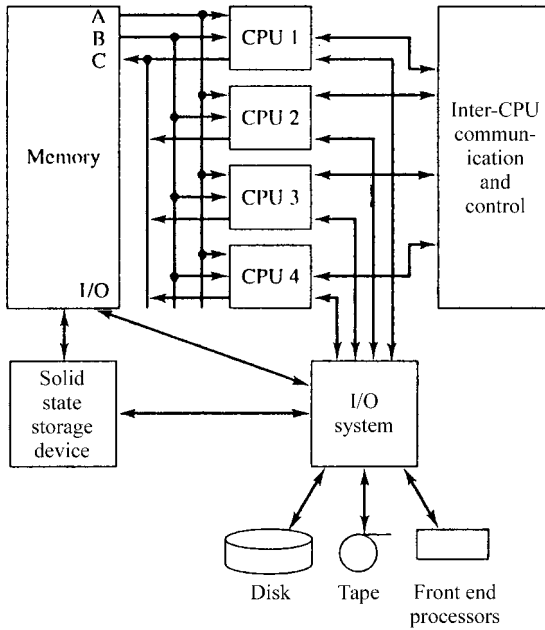 A
B
C
Memory
I/O
CPU 1
CPU 2
CPU 3
CPU 4
Inter-CPU
commun-
ication
and
control
Solid
state
storage
device
I/O
system
Disk
Tape
Front end
processors